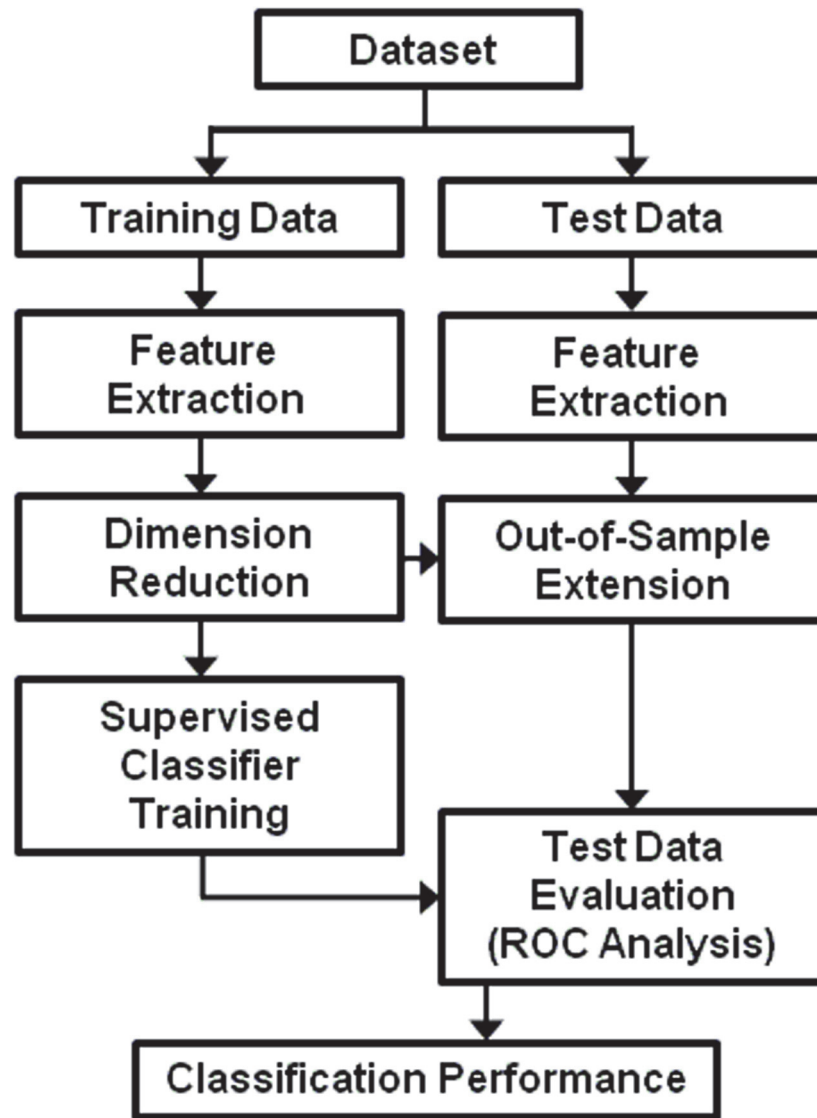 Dataset
Training Data
Test Data
Feature
Extraction
Feature
Extraction
Dimension
Reduction
Out-of-Sample
Extension
Supervised
Classifier
Training
Test Data
Evaluation
(ROC Analysis)
Classification Performance